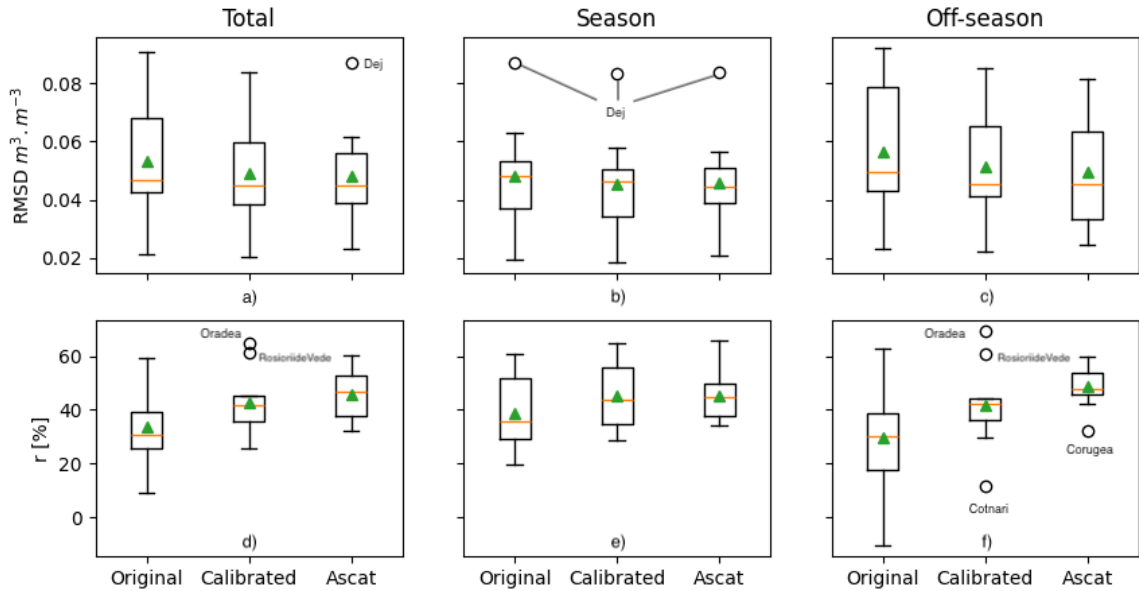 Total
Season
Off-season
RMSD m³.m⁻³
0.08
0.06
0.04
0.02
Dej
Dej
a)
b)
c)
r [%]
60
40
20
0
Oradea
RosioriideVede
Oradea
RosioriideVede
Corugea
Cotnari
d)
e)
f)
Original Calibrated Ascat
Original Calibrated Ascat
Original Calibrated Ascat